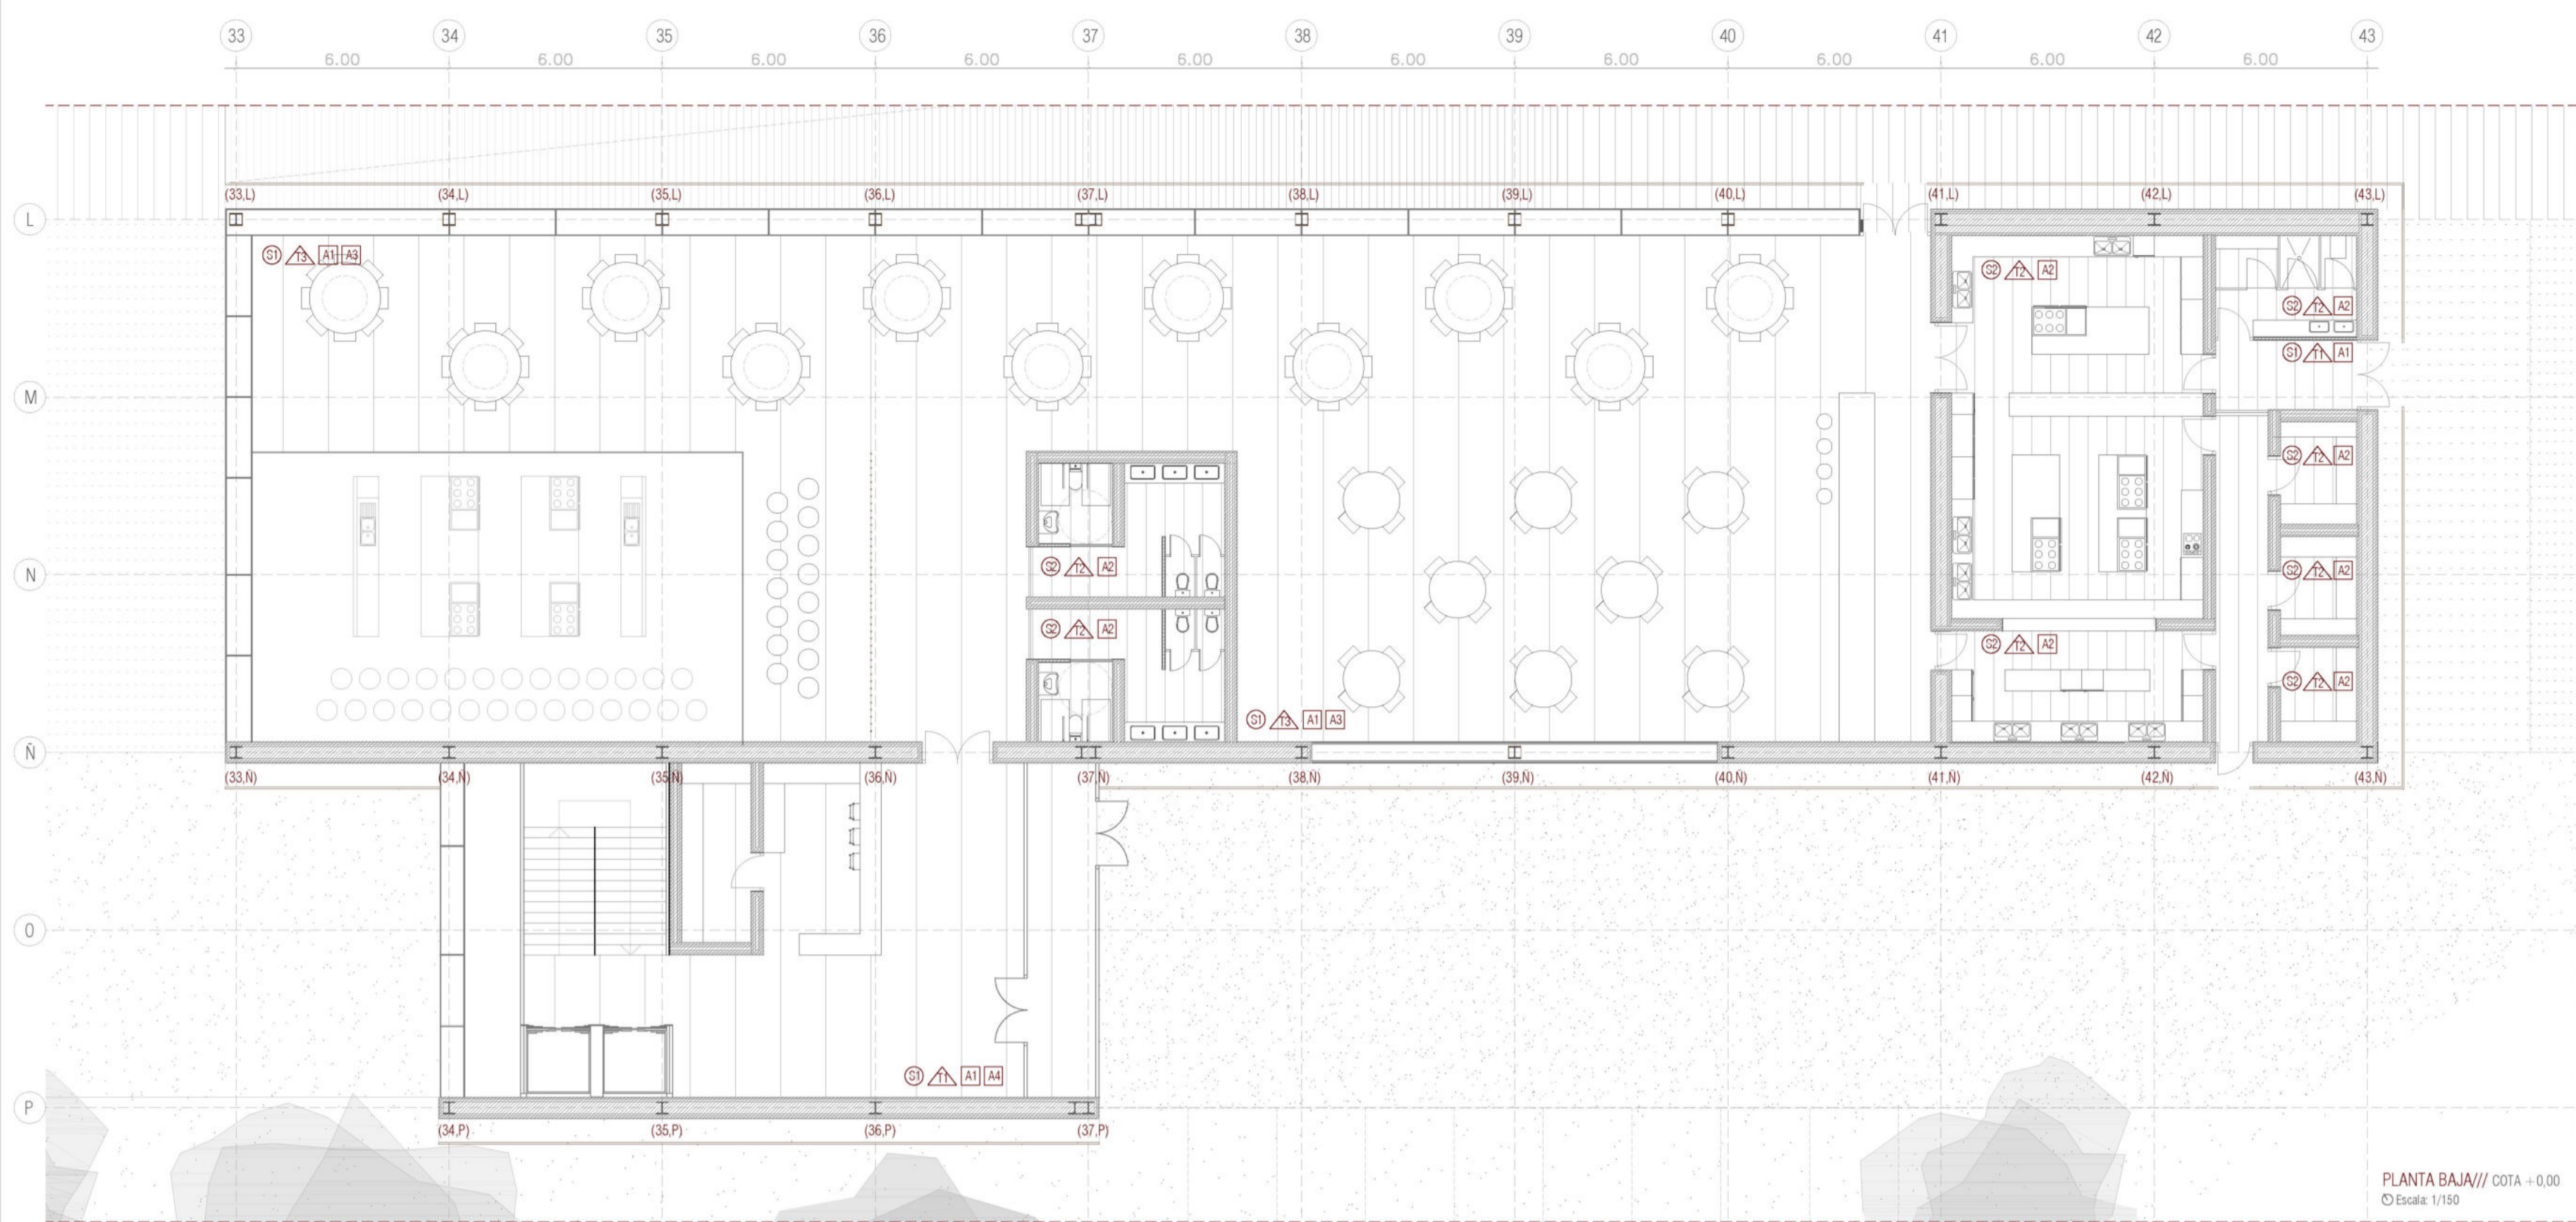 33 34 35 36 37 38 39 40 41 42 43
6.00 6.00 6.00 6.00 6.00 6.00 6.00 6.00 6.00 6.00
(33,L) (34,L) (35,L) (36,L) (37,L) (38,L) (39,L) (40,L) (41,L) (42,L) (43,L)
L
S1 T3 A1 A3
S2 T2 A2
S2 T2 A2
S1 T1 A1
M
S2 T2 A2
S2 T2 A2
S2 T2 A2
N
S2 T2 A2
S2 T2 A2
S2 T2 A2
S1 T3 A1 A3
Ñ
(33,Ñ) (34,Ñ) (35,Ñ) (36,Ñ) (37,Ñ) (38,Ñ) (39,Ñ) (40,Ñ) (41,Ñ) (42,Ñ) (43,Ñ)
O
S1 T1 A1 A4
P
(34,P) (35,P) (36,P) (37,P)
PLANTA BAJA/// COTA +0,00
Escala: 1/150